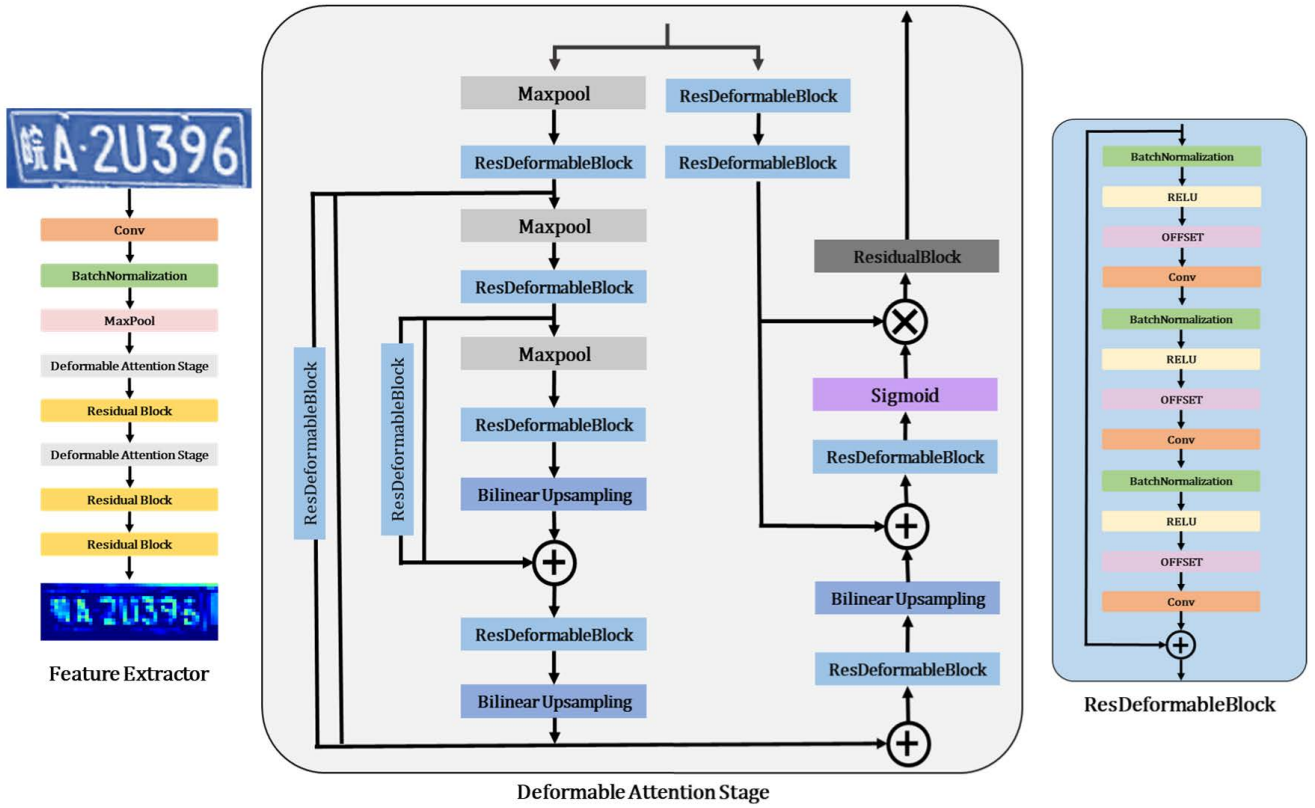 皖A·2U396
Conv
BatchNormalization
MaxPool
Deformable Attention Stage
Residual Block
Deformable Attention Stage
Residual Block
Residual Block
皖A 2U396
Feature Extractor
Maxpool
ResDeformableBlock
Maxpool
ResDeformableBlock
Maxpool
ResDeformableBlock
Bilinear Upsampling
ResDeformableBlock
Bilinear Upsampling
ResDeformableBlock
ResDeformableBlock
ResDeformableBlock
ResDeformableBlock
ResidualBlock
Sigmoid
ResDeformableBlock
Bilinear Upsampling
ResDeformableBlock
Deformable Attention Stage
BatchNormalization
RELU
OFFSET
Conv
BatchNormalization
RELU
OFFSET
Conv
BatchNormalization
RELU
OFFSET
Conv
ResDeformableBlock